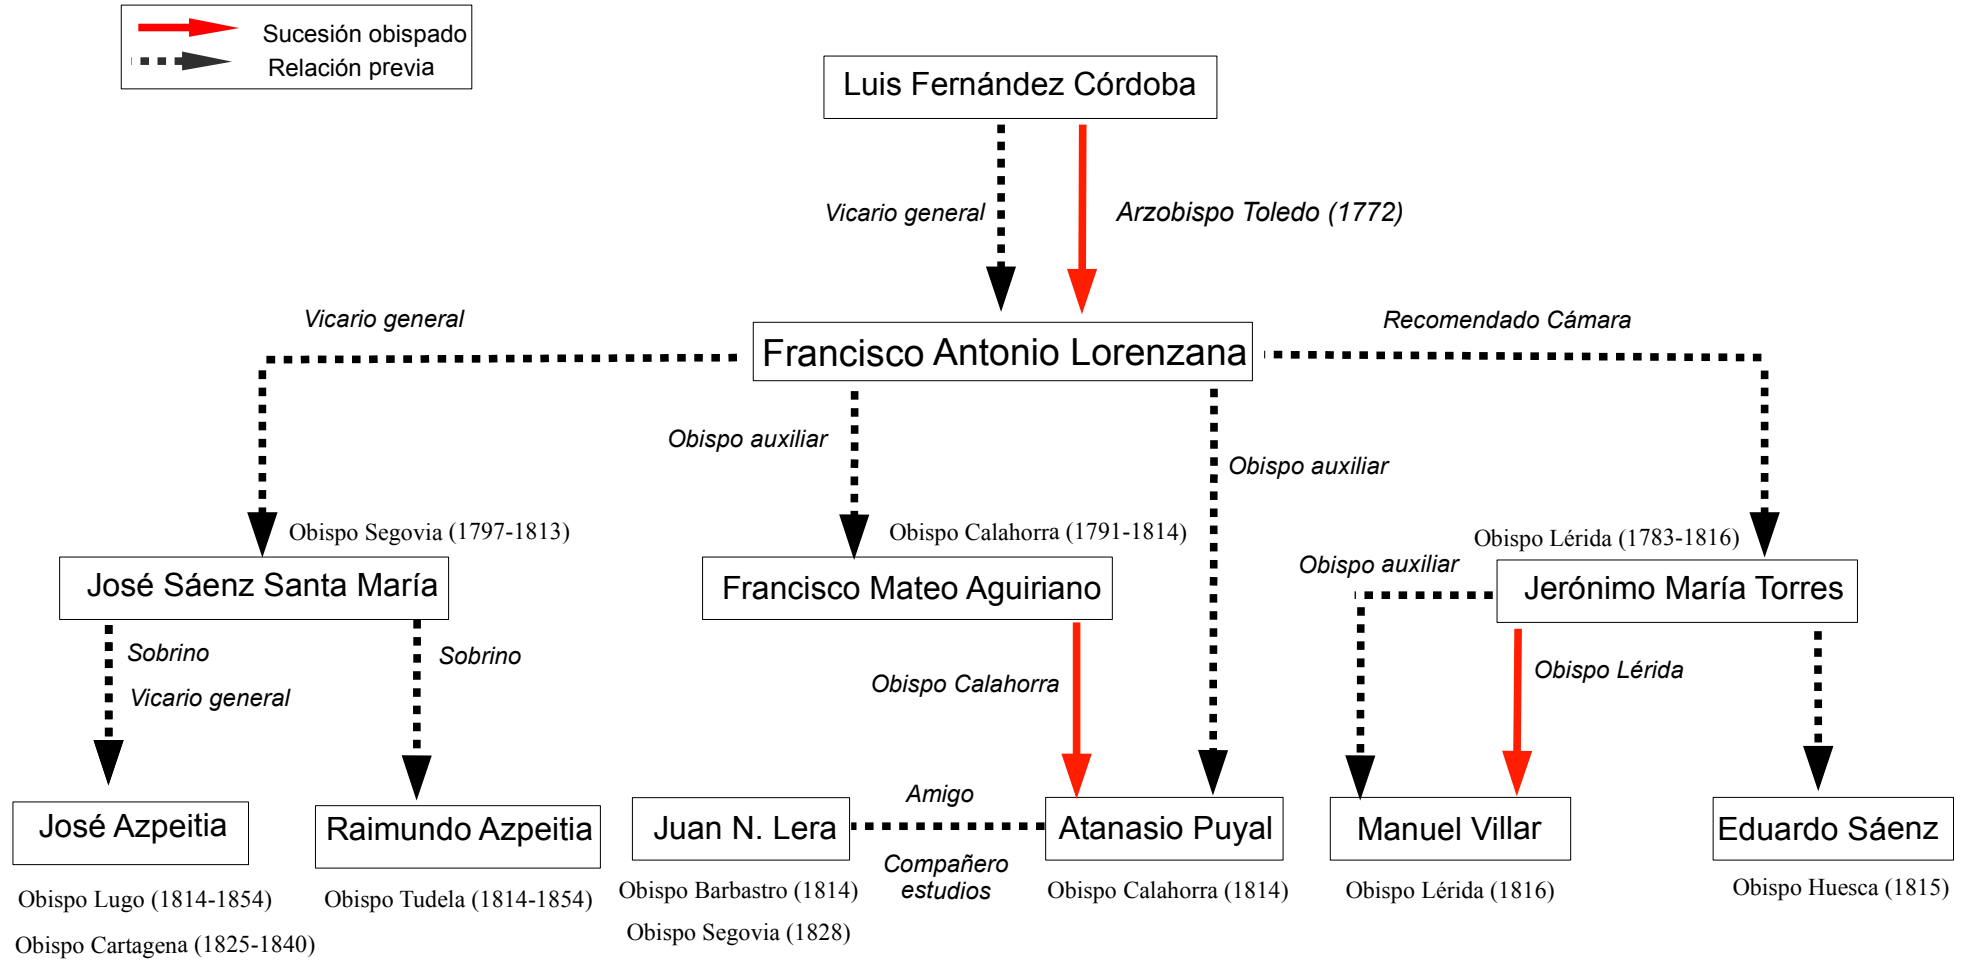 Sucesión obispado
Relación previa
Luis Fernández Córdoba
Vicario general
Arzobispo Toledo (1772)
Vicario general
Recomendado Cámara
Francisco Antonio Lorenzana
Obispo auxiliar
Obispo auxiliar
Obispo Segovia (1797-1813)
Obispo Calahorra (1791-1814)
Obispo Lérida (1783-1816)
Obispo auxiliar
José Sáenz Santa María
Francisco Mateo Aguiriano
Jerónimo María Torres
Sobrino
Vicario general
Sobrino
Obispo Calahorra
Obispo Lérida
Amigo
José Azpeitia
Raimundo Azpeitia
Juan N. Lera
Atanasio Puyal
Manuel Villar
Eduardo Sáenz
Compañero
estudios
Obispo Lugo (1814-1854)
Obispo Tudela (1814-1854)
Obispo Barbastro (1814)
Obispo Calahorra (1814)
Obispo Lérida (1816)
Obispo Huesca (1815)
Obispo Cartagena (1825-1840)
Obispo Segovia (1828)